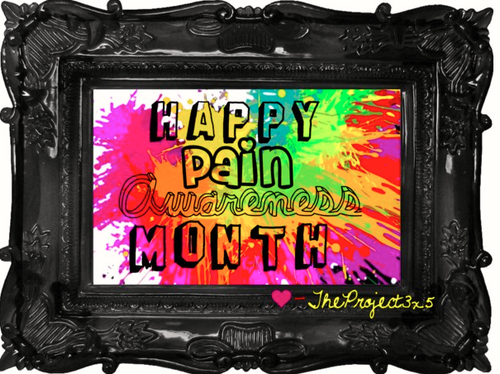 HAPPY
Pain
Awareness
MONTH
- TheProject3x5